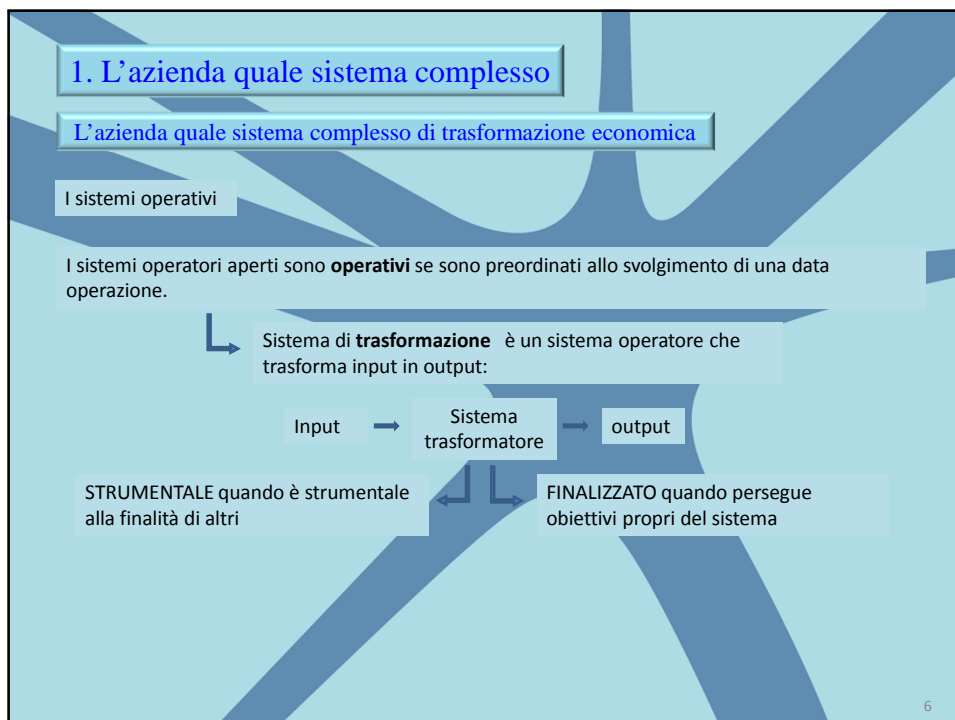 1. L’azienda quale sistema complesso
L’azienda quale sistema complesso di trasformazione economica
I sistemi operativi
I sistemi operatori aperti sono operativi se sono preordinati allo svolgimento di una data
operazione.
Sistema di trasformazione è un sistema operatore che
trasforma input in output:
Input
Sistema
trasformatore
output
STRUMENTALE quando è strumentale
alla finalità di altri
FINALIZZATO quando persegue
obiettivi propri del sistema
6